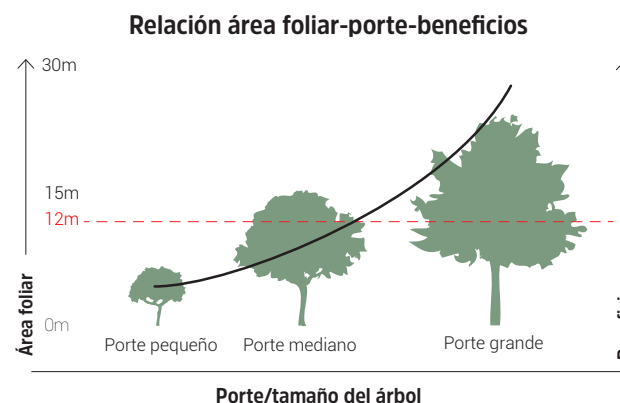 Relación área foliar-porte-beneficios
30m
15m
12m
0m
Área foliar
Porte pequeño
Porte mediano
Porte grande
Porte/tamaño del árbol